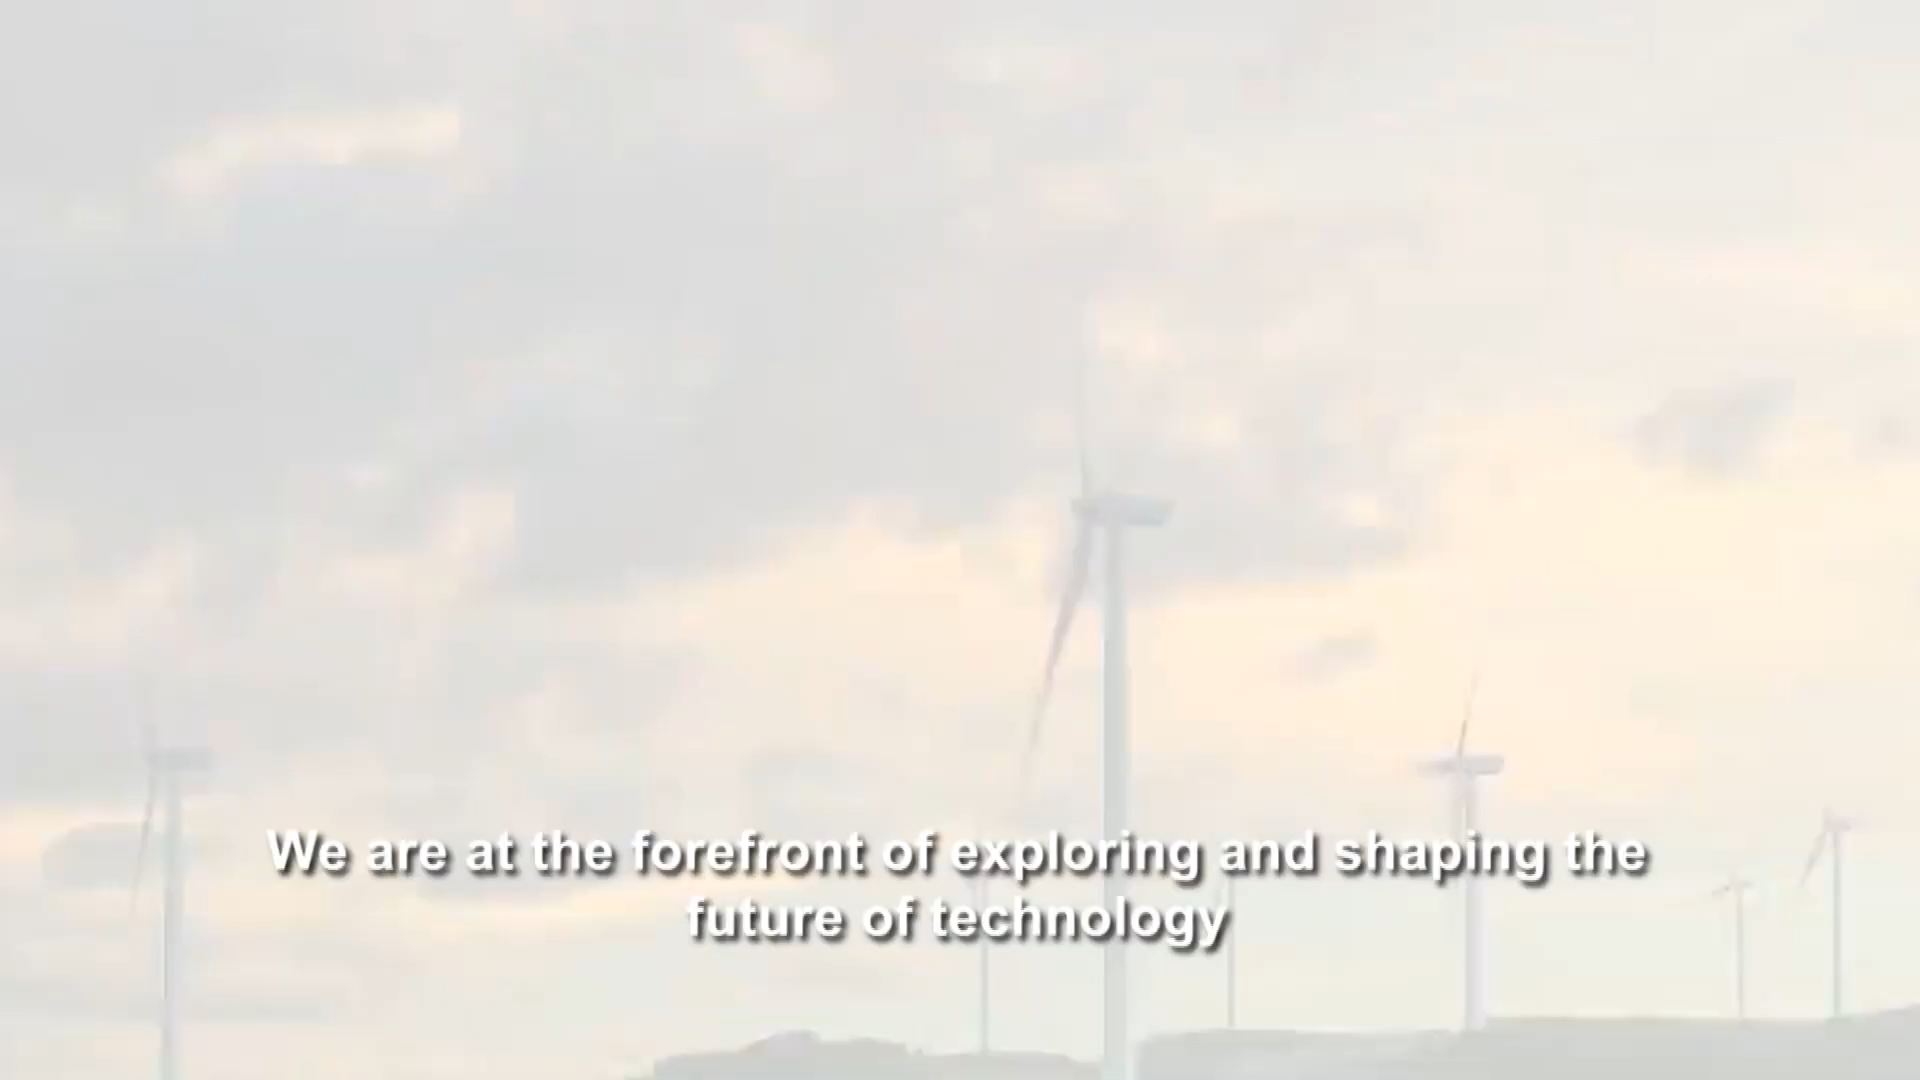 We are at the forefront of exploring and shaping the
future of technology